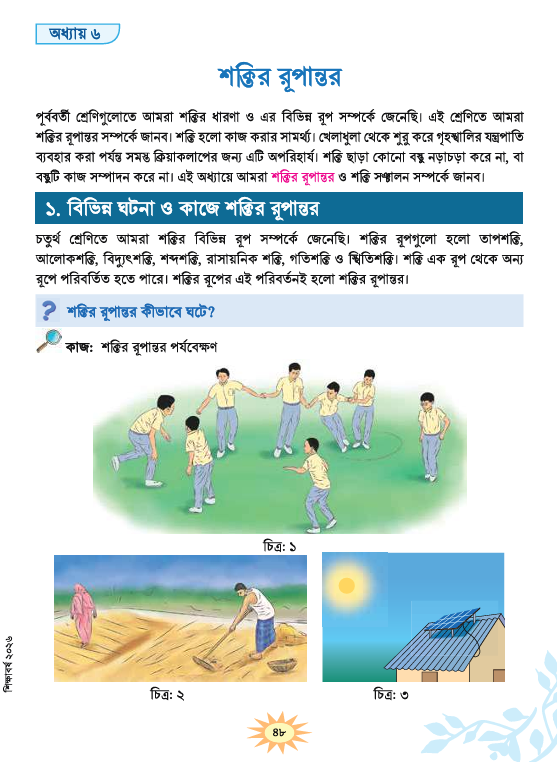 অধ্যায় ৬
শক্তির রূপান্তর
পূর্ববর্তী শ্রেণিগুলোতে আমরা শক্তির ধারণা ও এর বিভিন্ন রূপ সম্পর্কে জেনেছি। এই শ্রেণিতে আমরা
শক্তির রূপান্তর সম্পর্কে জানব। শক্তি হলো কাজ করার সামর্থ্য। খেলাধুলা থেকে শুরু করে গৃহস্থালির যন্ত্রপাতি
ব্যবহার করা পর্যন্ত সমস্ত ক্রিয়াকলাপের জন্য এটি অপরিহার্য। শক্তি ছাড়া কোনো বস্তু নড়াচড়া করে না, বা
বস্তুটি কাজ সম্পাদন করে না। এই অধ্যায়ে আমরা শক্তির রূপান্তর ও শক্তি সঞ্চালন সম্পর্কে জানব।
১. বিভিন্ন ঘটনা ও কাজে শক্তির রূপান্তর
চতুর্থ শ্রেণিতে আমরা শক্তির বিভিন্ন রূপ সম্পর্কে জেনেছি। শক্তির রূপগুলো হলো তাপশক্তি,
আলোকশক্তি, বিদ্যুৎশক্তি, শব্দশক্তি, রাসায়নিক শক্তি, গতিশক্তি ও স্থিতিশক্তি। শক্তি এক রূপ থেকে অন্য
রূপে পরিবর্তিত হতে পারে। শক্তির রূপের এই পরিবর্তনই হলো শক্তির রূপান্তর।
? শক্তির রূপান্তর কীভাবে ঘটে?
কাজ: শক্তির রূপান্তর পর্যবেক্ষণ
চিত্র: ১
চিত্র: ২
চিত্র: ৩
শিক্ষাবর্ষ ২০২৬
৪৮